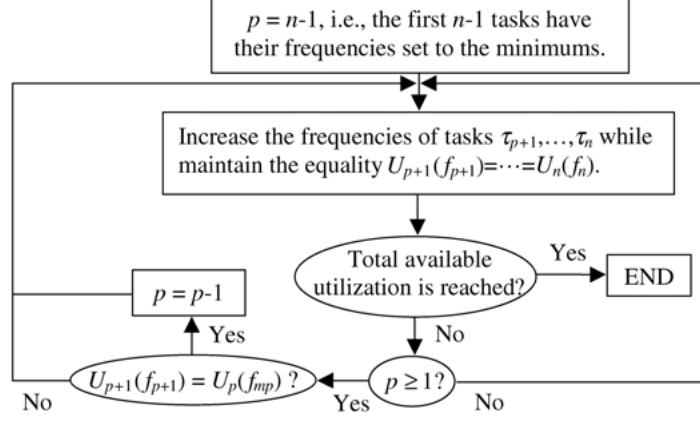 p = n-1, i.e., the first n-1 tasks have
their frequencies set to the minimums.
Increase the frequencies of tasks τp+1,…,τn while
maintain the equality Up+1(fp+1)=⋯=Un(fn).
Total available
utilization is reached?
Yes
END
p = p-1
Yes
No
Up+1(fp+1) = Up(fmp) ?
p ≥ 1?
No
Yes
No